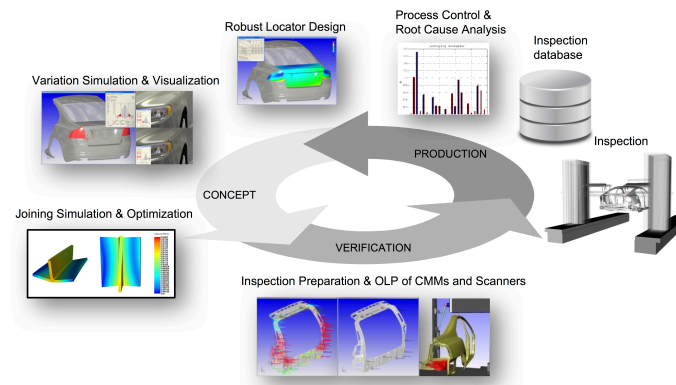 Robust Locator Design
Process Control &
Root Cause Analysis
Inspection
database
Variation Simulation & Visualization
Inspection
PRODUCTION
CONCEPT
Joining Simulation & Optimization
VERIFICATION
Inspection Preparation & OLP of CMMs and Scanners